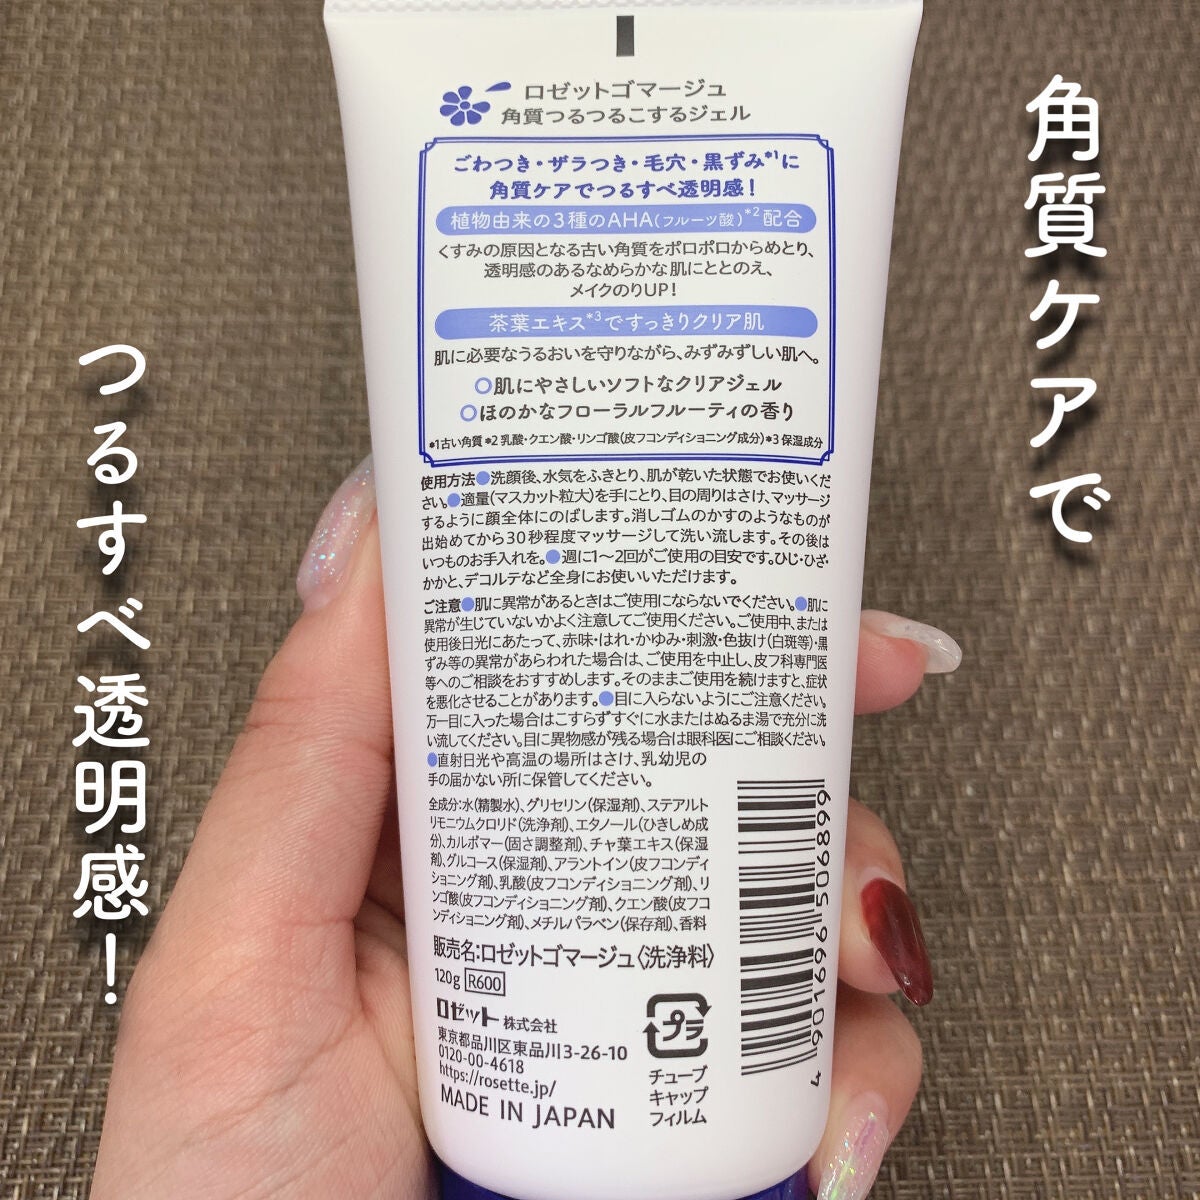 角質ケアで
つるすべ透明感！
ロゼットゴマージュ
角質つるつるこするジェル
ごわつき・ザラつき・毛穴・黒ずみ*1に
角質ケアでつるすべ透明感！
植物由来の3種のAHA(フルーツ酸)*2配合
くすみの原因となる古い角質をポロポロからめとり、
透明感のあるなめらかな肌にととのえ、
メイクのりUP！
茶葉エキス*3ですっきりクリア肌
肌に必要なうるおいを守りながら、みずみずしい肌へ。
○肌にやさしいソフトなクリアジェル
○ほのかなフローラルフルーティの香り
*1古い角質 *2 乳酸・クエン酸・リンゴ酸(皮フコンディショニング成分)*3 保湿成分
使用方法●洗顔後、水気をふきとり、肌が乾いた状態でお使いくだ
さい。●適量(マスカット粒大)を手にとり、目の周りはさけ、マッサージ
するように顔全体にのばします。消しゴムのかすのようなものが
出始めてから30秒程度マッサージして洗い流します。その後は
いつものお手入れを。●週に1～2回がご使用の目安です。ひじ・ひざ・
かかと、デコルテなど全身にお使いいただけます。
ご注意●肌に異常があるときはご使用にならないでください。●肌に
異常が生じていないかよく注意してご使用ください。ご使用中、または
使用後日光にあたって、赤味・はれ・かゆみ・刺激・色抜け(白斑等)・黒
ずみ等の異常があらわれた場合は、ご使用を中止し、皮フ科専門医
等へのご相談をおすすめします。そのままご使用を続けますと、症状
を悪化させることがあります。●目に入らないようにご注意ください。
万一目に入った場合はこすらずすぐに水またはぬるま湯で充分に洗
い流してください。目に異物感が残る場合は眼科医にご相談ください。
●直射日光や高温の場所はさけ、乳幼児の
手の届かない所に保管してください。
全成分:水(精製水)、グリセリン(保湿剤)、ステアルト
リモニウムクロリド(洗浄剤)、エタノール(ひきしめ成
分)、カルボマー(固さ調整剤)、チャ葉エキス(保湿
剤)、グルコース(保湿剤)、アラントイン(皮フコンディ
ショニング剤)、乳酸(皮フコンディショニング剤)、リ
ンゴ酸(皮フコンディショニング剤)、クエン酸(皮フコ
ンディショニング剤)、メチルパラベン(保存剤)、香料
販売名:ロゼットゴマージュ〈洗浄料〉
120g R600
ロゼット 株式会社
東京都品川区東品川3-26-10
0120-00-4618
https://rosette.jp/
MADE IN JAPAN
プラ
チューブ
キャップ
フィルム
4 901696 506899